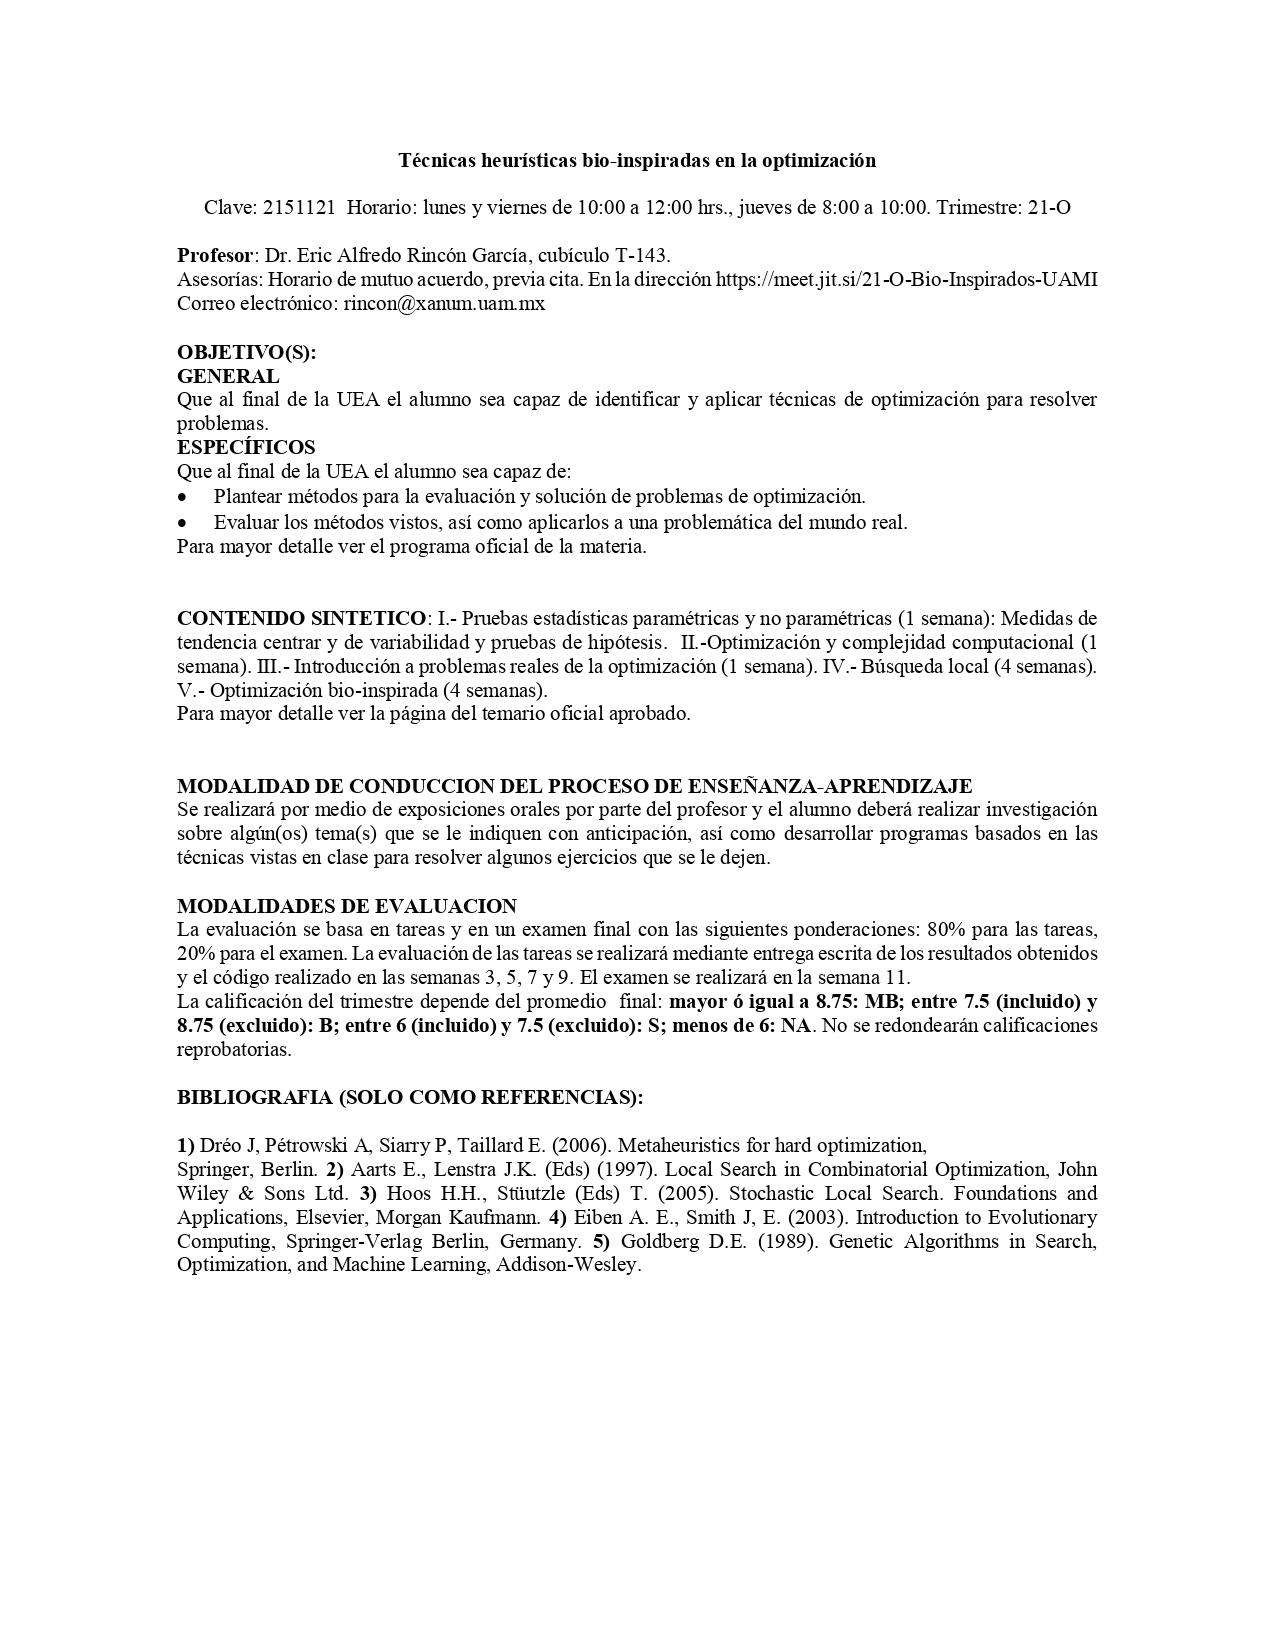 Técnicas heurísticas bio-inspiradas en la optimización
Clave: 2151121  Horario: lunes y viernes de 10:00 a 12:00 hrs., jueves de 8:00 a 10:00. Trimestre: 21-O
Profesor: Dr. Eric Alfredo Rincón García, cubículo T-143.
Asesorías: Horario de mutuo acuerdo, previa cita. En la dirección https://meet.jit.si/21-O-Bio-Inspirados-UAMI
Correo electrónico: rincon@xanum.uam.mx
OBJETIVO(S):
GENERAL
Que al final de la UEA el alumno sea capaz de identificar y aplicar técnicas de optimización para resolver
problemas.
ESPECÍFICOS
Que al final de la UEA el alumno sea capaz de:
• Plantear métodos para la evaluación y solución de problemas de optimización.
• Evaluar los métodos vistos, así como aplicarlos a una problemática del mundo real.
Para mayor detalle ver el programa oficial de la materia.
CONTENIDO SINTETICO: I.- Pruebas estadísticas paramétricas y no paramétricas (1 semana): Medidas de
tendencia centrar y de variabilidad y pruebas de hipótesis.  II.-Optimización y complejidad computacional (1
semana). III.- Introducción a problemas reales de la optimización (1 semana). IV.- Búsqueda local (4 semanas).
V.- Optimización bio-inspirada (4 semanas).
Para mayor detalle ver la página del temario oficial aprobado.
MODALIDAD DE CONDUCCION DEL PROCESO DE ENSEÑANZA-APRENDIZAJE
Se realizará por medio de exposiciones orales por parte del profesor y el alumno deberá realizar investigación
sobre algún(os) tema(s) que se le indiquen con anticipación, así como desarrollar programas basados en las
técnicas vistas en clase para resolver algunos ejercicios que se le dejen.
MODALIDADES DE EVALUACION
La evaluación se basa en tareas y en un examen final con las siguientes ponderaciones: 80% para las tareas,
20% para el examen. La evaluación de las tareas se realizará mediante entrega escrita de los resultados obtenidos
y el código realizado en las semanas 3, 5, 7 y 9. El examen se realizará en la semana 11.
La calificación del trimestre depende del promedio  final: mayor ó igual a 8.75: MB; entre 7.5 (incluido) y
8.75 (excluido): B; entre 6 (incluido) y 7.5 (excluido): S; menos de 6: NA. No se redondearán calificaciones
reprobatorias.
BIBLIOGRAFIA (SOLO COMO REFERENCIAS):
1) Dréo J, Pétrowski A, Siarry P, Taillard E. (2006). Metaheuristics for hard optimization,
Springer, Berlin. 2) Aarts E., Lenstra J.K. (Eds) (1997). Local Search in Combinatorial Optimization, John
Wiley & Sons Ltd. 3) Hoos H.H., Stüutzle (Eds) T. (2005). Stochastic Local Search. Foundations and
Applications, Elsevier, Morgan Kaufmann. 4) Eiben A. E., Smith J, E. (2003). Introduction to Evolutionary
Computing, Springer-Verlag Berlin, Germany. 5) Goldberg D.E. (1989). Genetic Algorithms in Search,
Optimization, and Machine Learning, Addison-Wesley.